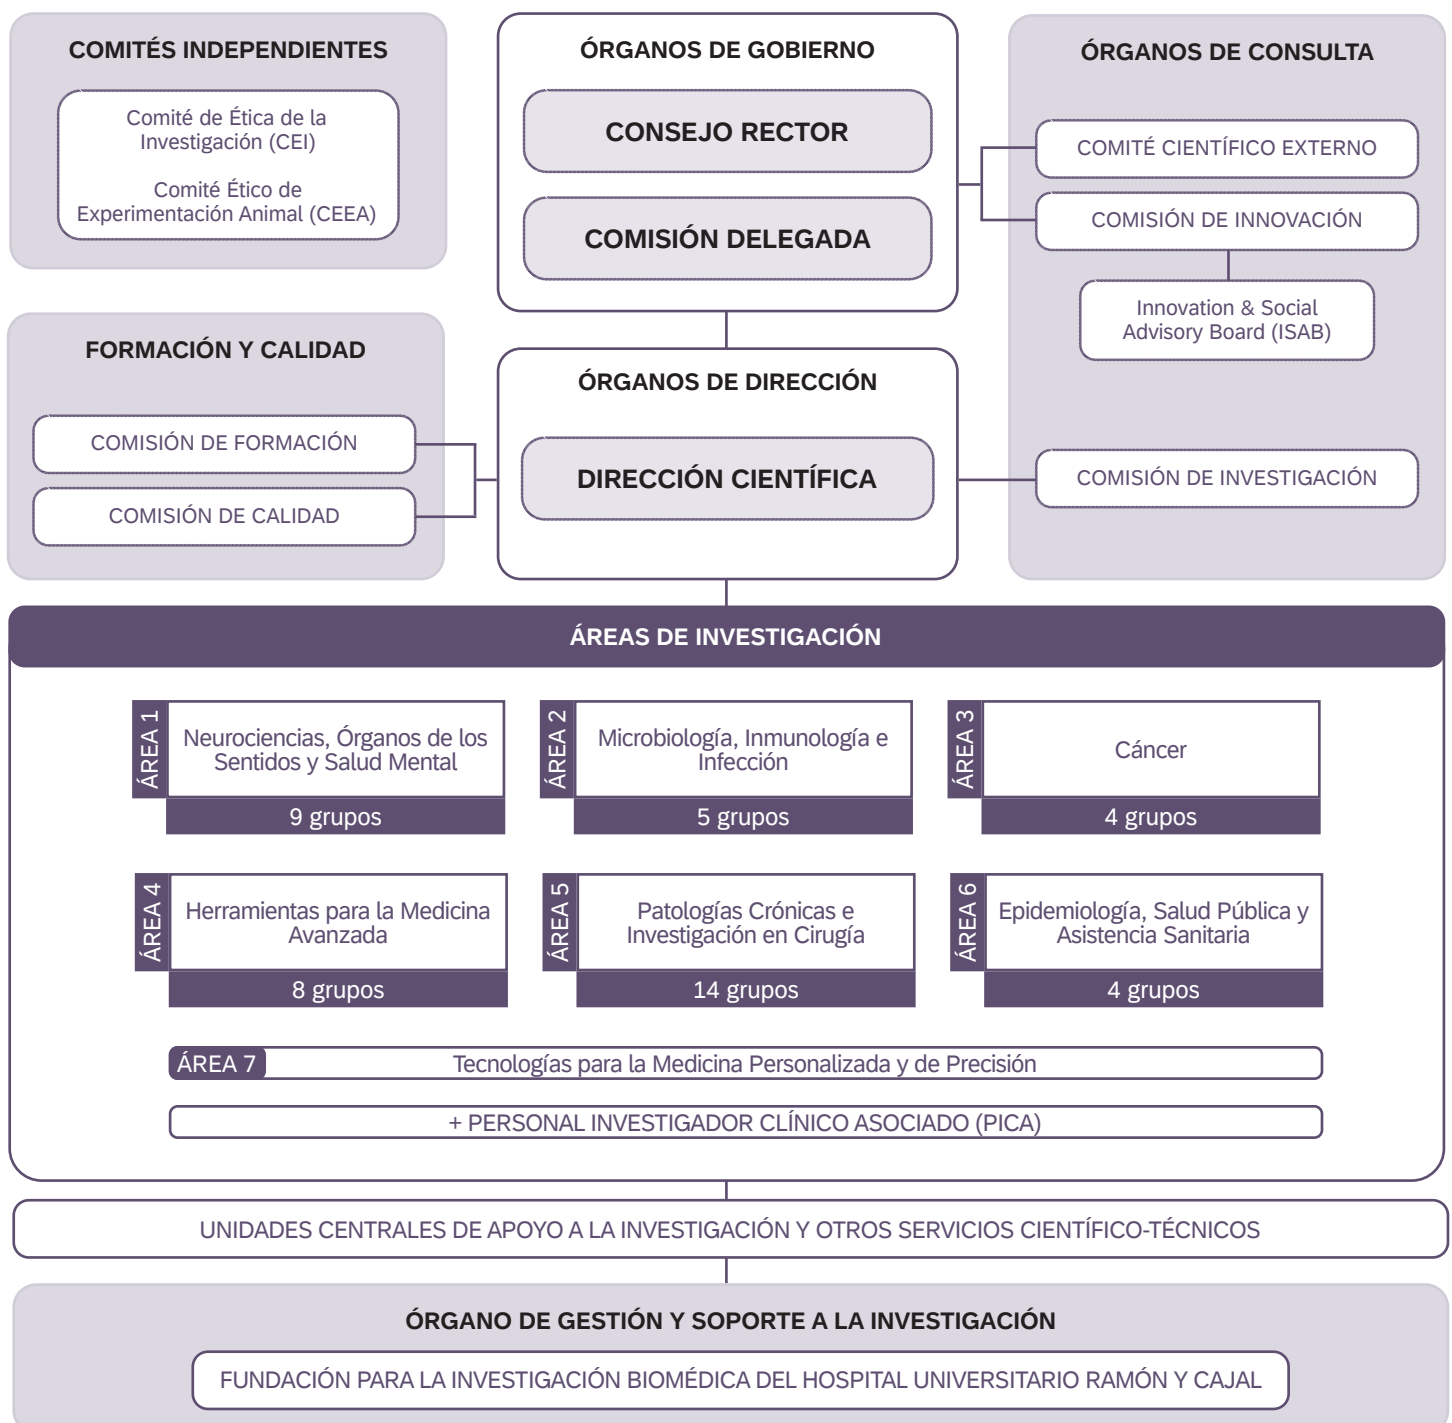 COMITÉS INDEPENDIENTES
Comité de Ética de la
Investigación (CEI)
Comité Ético de
Experimentación Animal (CEEA)
ÓRGANOS DE GOBIERNO
CONSEJO RECTOR
COMISIÓN DELEGADA
ÓRGANOS DE CONSULTA
COMITÉ CIENTÍFICO EXTERNO
COMISIÓN DE INNOVACIÓN
Innovation & Social
Advisory Board (ISAB)
COMISIÓN DE INVESTIGACIÓN
FORMACIÓN Y CALIDAD
COMISIÓN DE FORMACIÓN
COMISIÓN DE CALIDAD
ÓRGANOS DE DIRECCIÓN
DIRECCIÓN CIENTÍFICA
ÁREAS DE INVESTIGACIÓN
ÁREA 1
Neurociencias, Órganos de los
Sentidos y Salud Mental
9 grupos
ÁREA 2
Microbiología, Inmunología e
Infección
5 grupos
ÁREA 3
Cáncer
4 grupos
ÁREA 4
Herramientas para la Medicina
Avanzada
8 grupos
ÁREA 5
Patologías Crónicas e
Investigación en Cirugía
14 grupos
ÁREA 6
Epidemiología, Salud Pública y
Asistencia Sanitaria
4 grupos
ÁREA 7
Tecnologías para la Medicina Personalizada y de Precisión
+ PERSONAL INVESTIGADOR CLÍNICO ASOCIADO (PICA)
UNIDADES CENTRALES DE APOYO A LA INVESTIGACIÓN Y OTROS SERVICIOS CIENTÍFICO-TÉCNICOS
ÓRGANO DE GESTIÓN Y SOPORTE A LA INVESTIGACIÓN
FUNDACIÓN PARA LA INVESTIGACIÓN BIOMÉDICA DEL HOSPITAL UNIVERSITARIO RAMÓN Y CAJAL